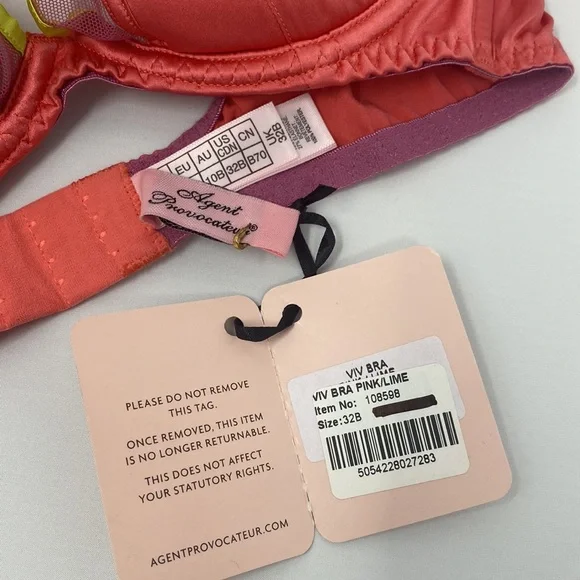 UK
32B
EU AU US CDN CN
10B 32B B70
Agent
Provocateur
PLEASE DO NOT REMOVE
THIS TAG.
ONCE REMOVED, THIS ITEM
IS NO LONGER RETURNABLE.
THIS DOES NOT AFFECT
YOUR STATUTORY RIGHTS.
AGENTPROVOCATEUR.COM
VIV BRA
VIV BRA PINK/LIME
Item No: 108598
Size:32B
5054228027283